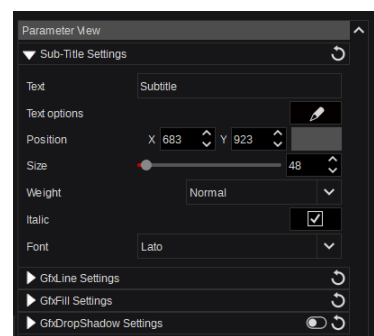 Parameter View
Sub-Title Settings
Text Subtitle
Text options
Position X 683 Y 923
Size 48
Weight Normal
Italic
Font Lato
GfxLine Settings
GfxFill Settings
GfxDropShadow Settings